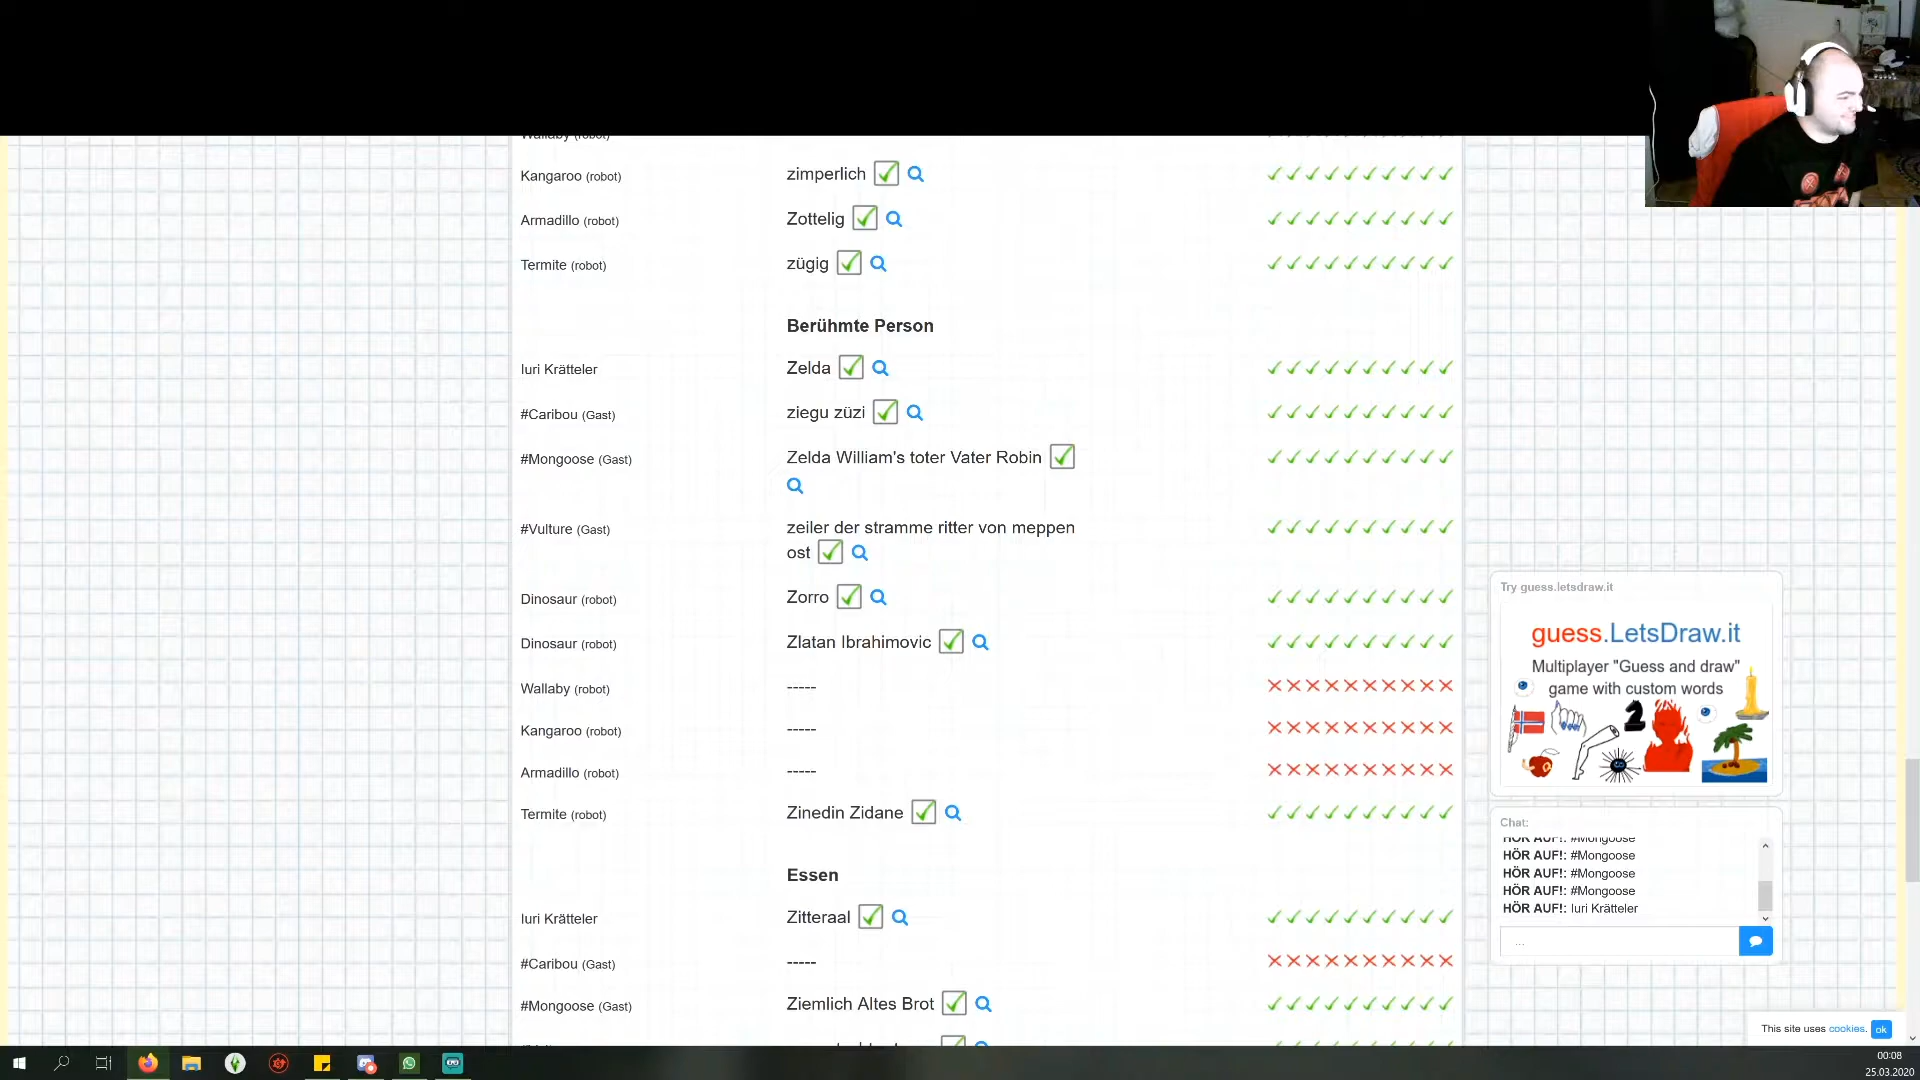 Wallaby (robot)
Kangaroo (robot) zimperlich
Armadillo (robot) Zottelig
Termite (robot) zügig
Berühmte Person
Iuri Krätteler Zelda
#Caribou (Gast) ziegu züzi
#Mongoose (Gast) Zelda William's toter Vater Robin
#Vulture (Gast) zeiler der stramme ritter von meppen
ost
Dinosaur (robot) Zorro
Dinosaur (robot) Zlatan Ibrahimovic
Wallaby (robot) -----
Kangaroo (robot) -----
Armadillo (robot) -----
Termite (robot) Zinedin Zidane
Essen
Iuri Krätteler Zitteraal
#Caribou (Gast) -----
#Mongoose (Gast) Ziemlich Altes Brot
Try guess.letsdraw.it
guess.LetsDraw.it
Multiplayer "Guess and draw"
game with custom words
Chat:
HÖR AUF!: #Mongoose
HÖR AUF!: #Mongoose
HÖR AUF!: #Mongoose
HÖR AUF!: #Mongoose
HÖR AUF!: Iuri Krätteler
...
This site uses cookies. ok
00:08
25.03.2020